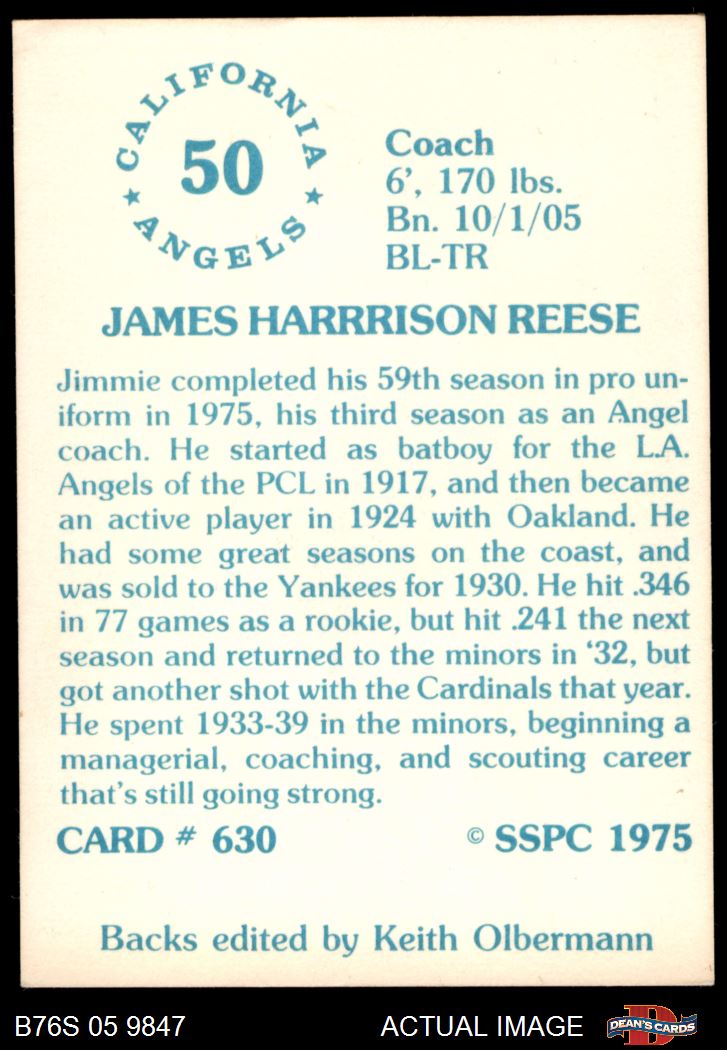 CALIFORNIA
50
★ ANGELS ★
Coach
6', 170 lbs.
Bn. 10/1/05
BL-TR
JAMES HARRRISON REESE
Jimmie completed his 59th season in pro un-
iform in 1975, his third season as an Angel
coach. He started as batboy for the L.A.
Angels of the PCL in 1917, and then became
an active player in 1924 with Oakland. He
had some great seasons on the coast, and
was sold to the Yankees for 1930. He hit .346
in 77 games as a rookie, but hit .241 the next
season and returned to the minors in ‘32, but
got another shot with the Cardinals that year.
He spent 1933-39 in the minors, beginning a
managerial, coaching, and scouting career
that's still going strong.
CARD # 630 © SSPC 1975
Backs edited by Keith Olbermann
B76S 05 9847 ACTUAL IMAGE D DEAN'S CARDS